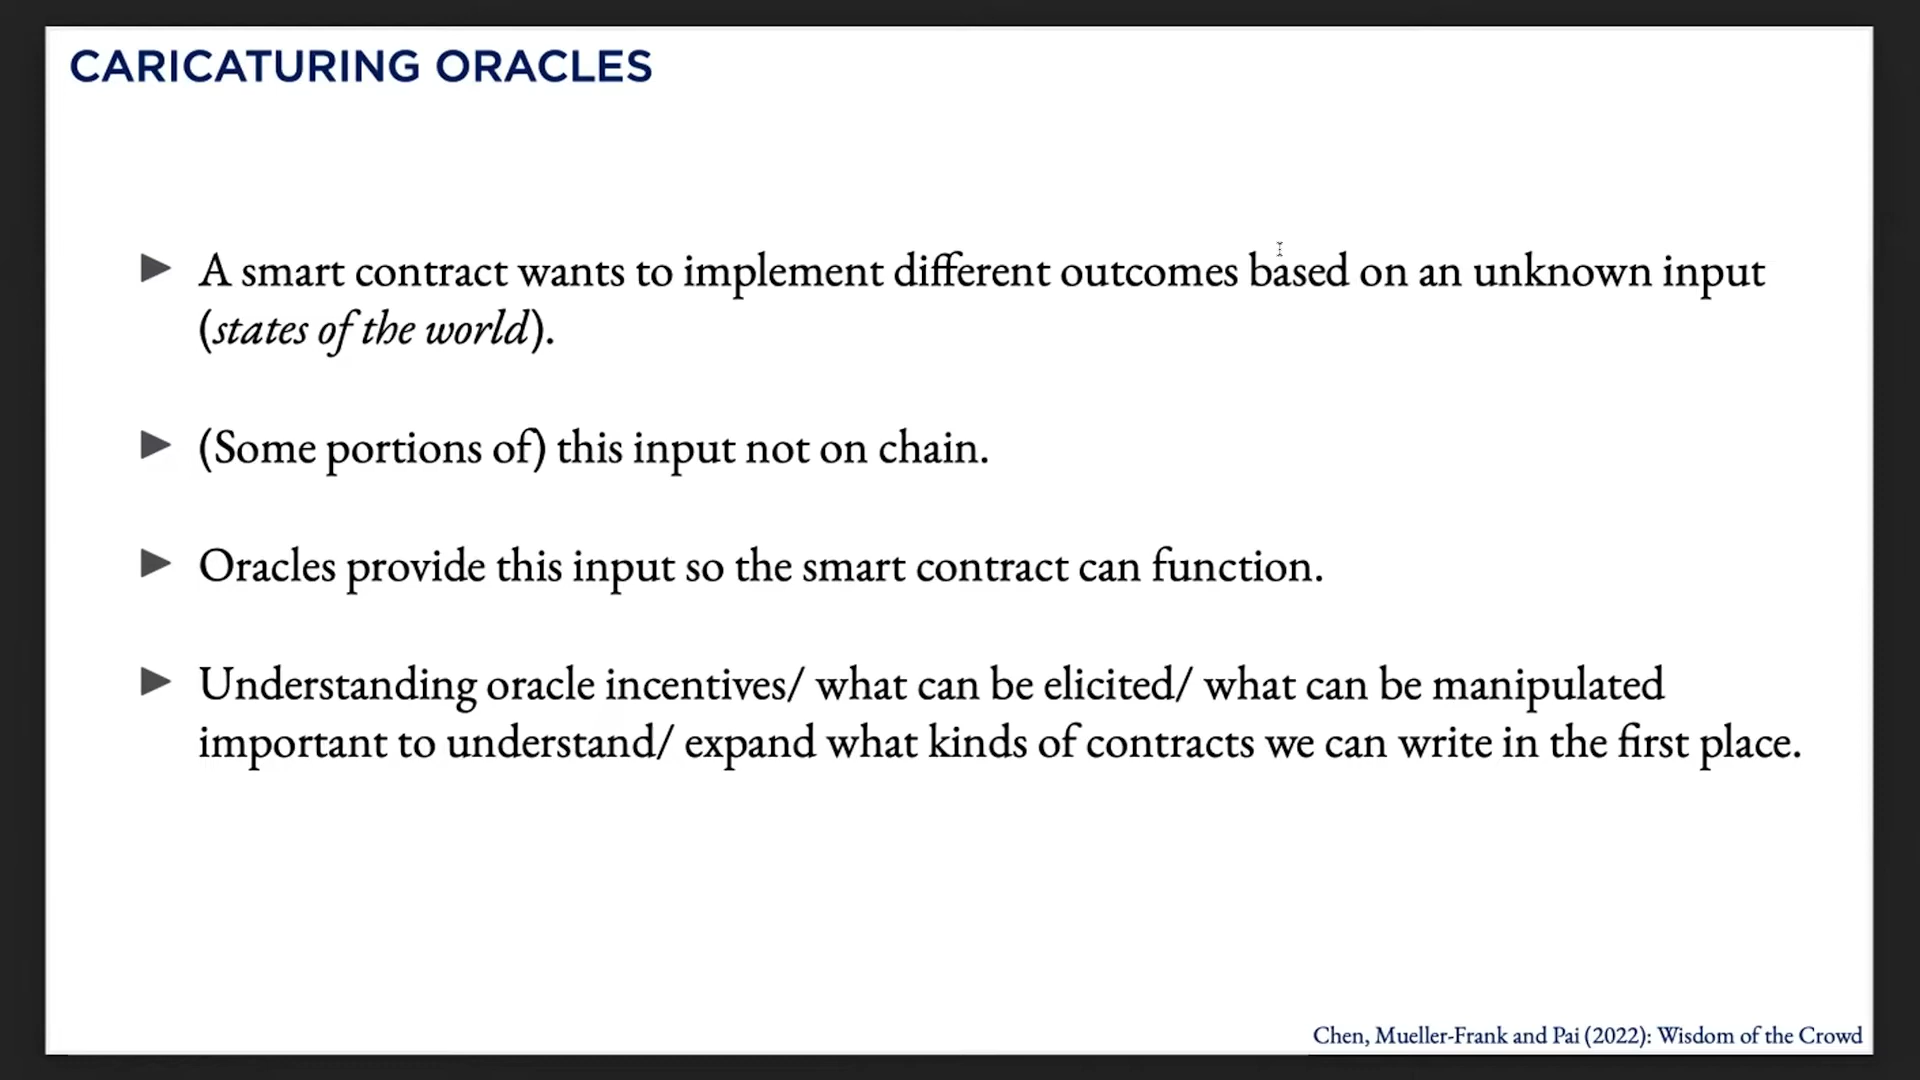 CARICATURING ORACLES
A smart contract wants to implement different outcomes based on an unknown input
(states of the world).
(Some portions of) this input not on chain.
Oracles provide this input so the smart contract can function.
Understanding oracle incentives/ what can be elicited/ what can be manipulated
important to understand/ expand what kinds of contracts we can write in the first place.
Chen, Mueller-Frank and Pai (2022): Wisdom of the Crowd